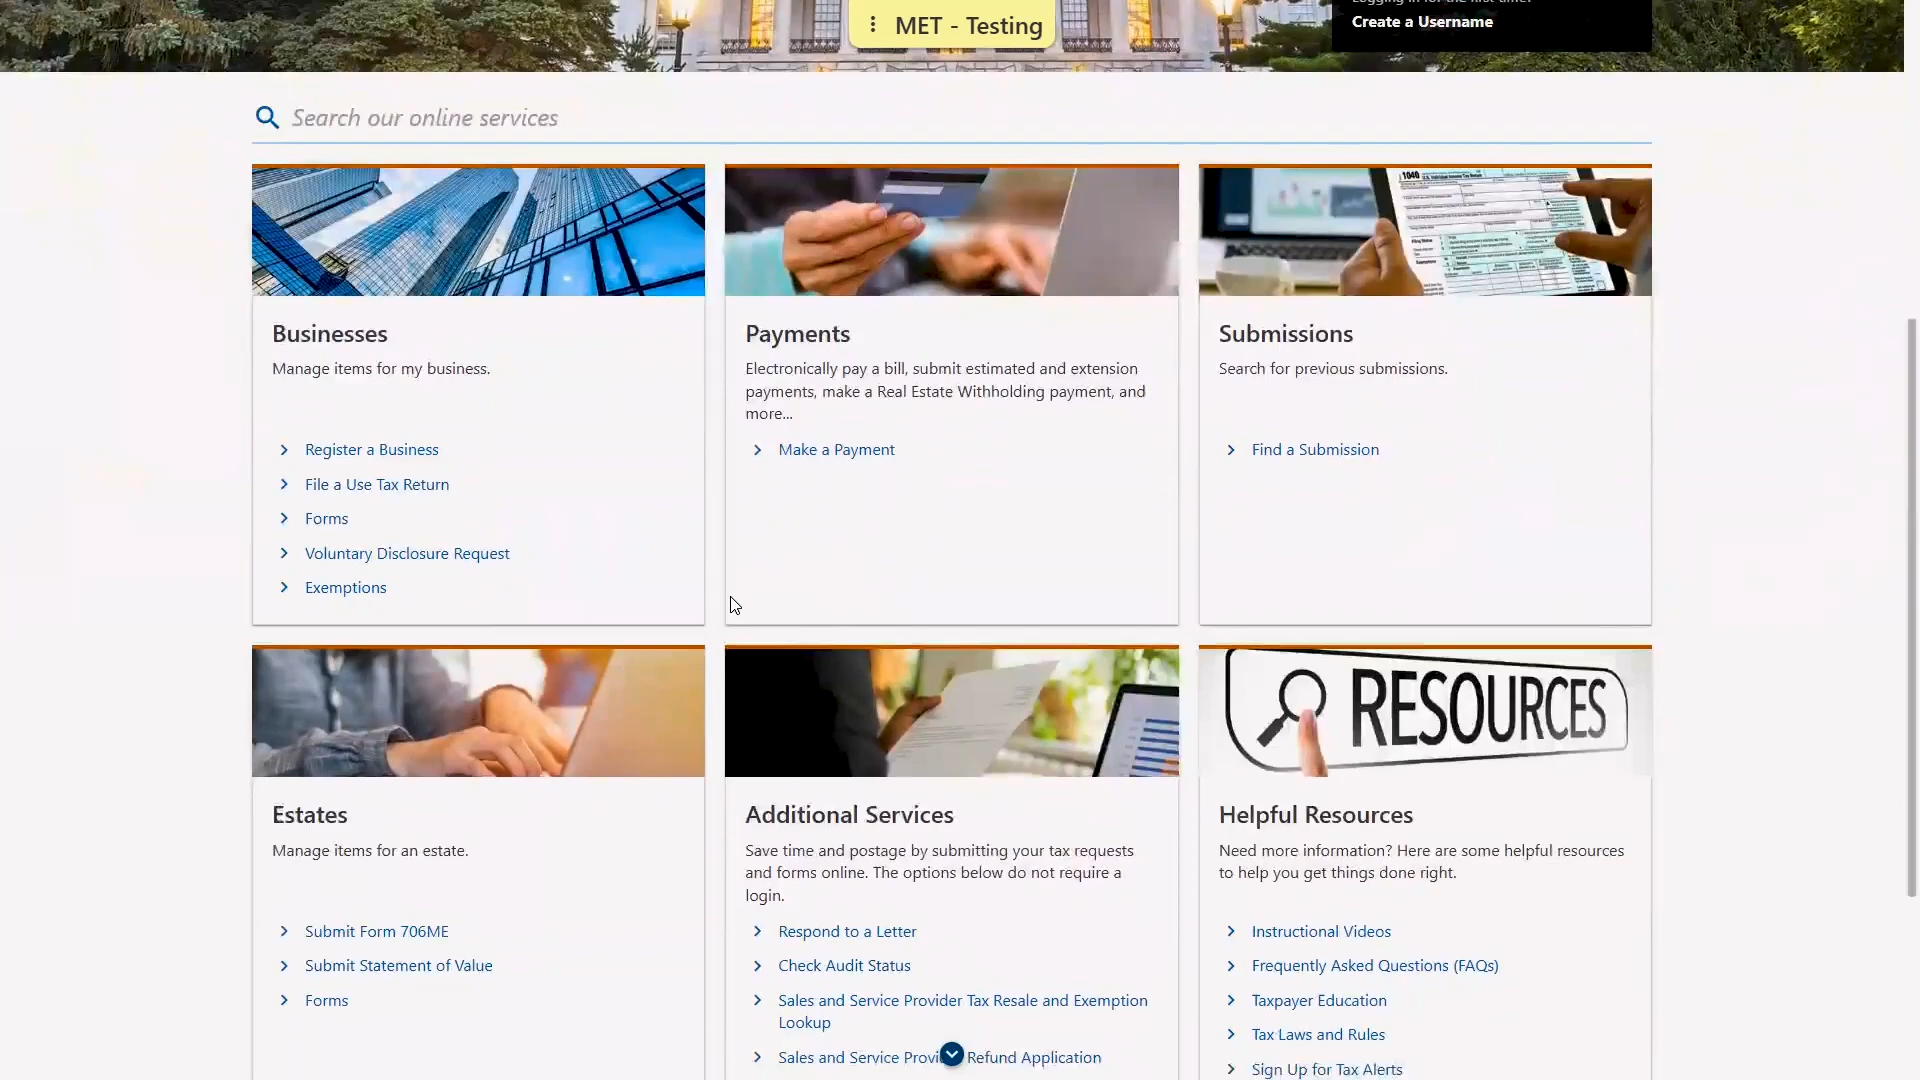 MET - Testing
Create a Username
Search our online services
1040
Businesses
Manage items for my business.
Register a Business
File a Use Tax Return
Forms
Voluntary Disclosure Request
Exemptions
Payments
Electronically pay a bill, submit estimated and extension
payments, make a Real Estate Withholding payment, and
more...
Make a Payment
Submissions
Search for previous submissions.
Find a Submission
RESOURCES
Estates
Manage items for an estate.
Submit Form 706ME
Submit Statement of Value
Forms
Additional Services
Save time and postage by submitting your tax requests
and forms online. The options below do not require a
login.
Respond to a Letter
Check Audit Status
Sales and Service Provider Tax Resale and Exemption
Lookup
Sales and Service Refund Application
Helpful Resources
Need more information? Here are some helpful resources
to help you get things done right.
Instructional Videos
Frequently Asked Questions (FAQs)
Taxpayer Education
Tax Laws and Rules
Sign Up for Tax Alerts